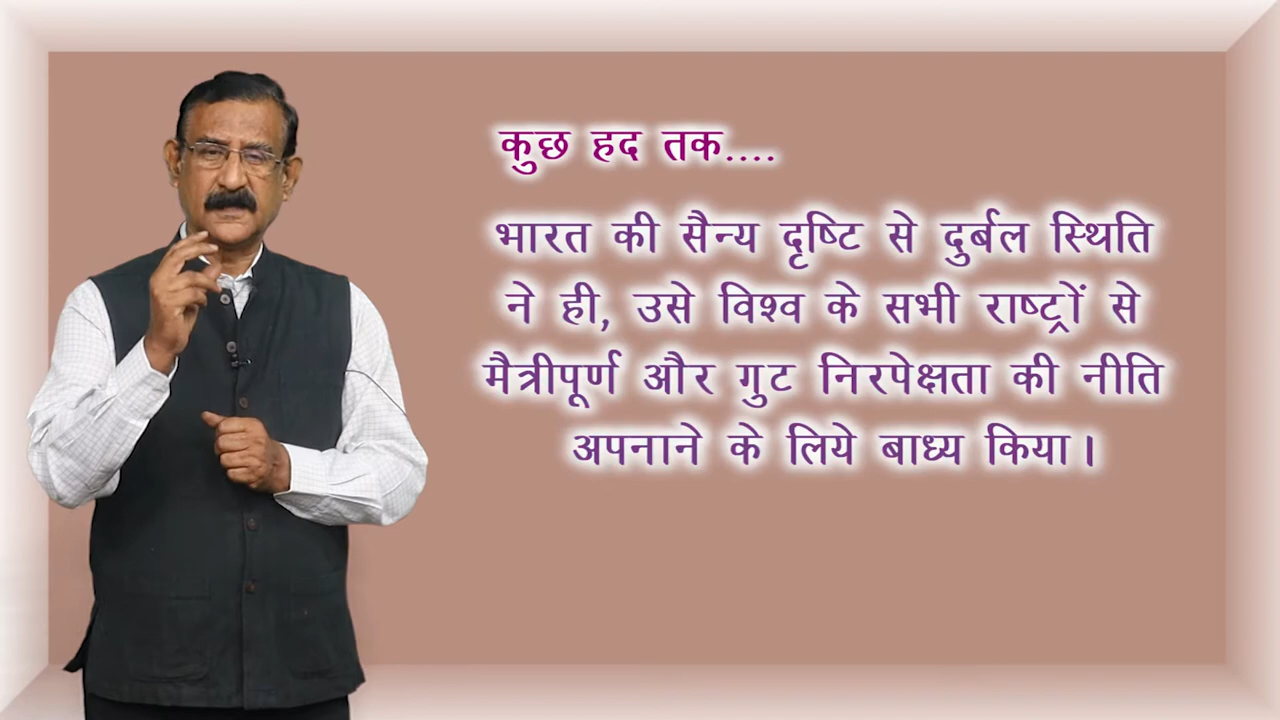 कुछ हद तक....
भारत की सैन्य दृष्टि से दुर्बल स्थिति
ने ही, उसे विश्व के सभी राष्ट्रों से
मैत्रीपूर्ण और गुट निरपेक्षता की नीति
अपनाने के लिये बाध्य किया।